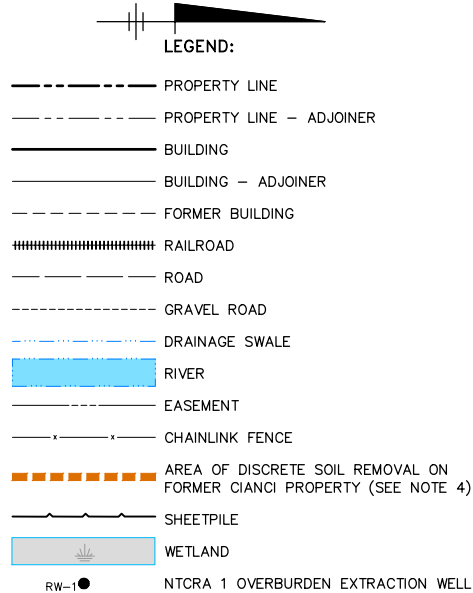 LEGEND:
PROPERTY LINE
PROPERTY LINE – ADJOINER
BUILDING
BUILDING – ADJOINER
FORMER BUILDING
RAILROAD
ROAD
GRAVEL ROAD
DRAINAGE SWALE
RIVER
EASEMENT
x x CHAINLINK FENCE
AREA OF DISCRETE SOIL REMOVAL ON
FORMER CIANCI PROPERTY (SEE NOTE 4)
SHEETPILE
WETLAND
RW–1 NTCRA 1 OVERBURDEN EXTRACTION WELL